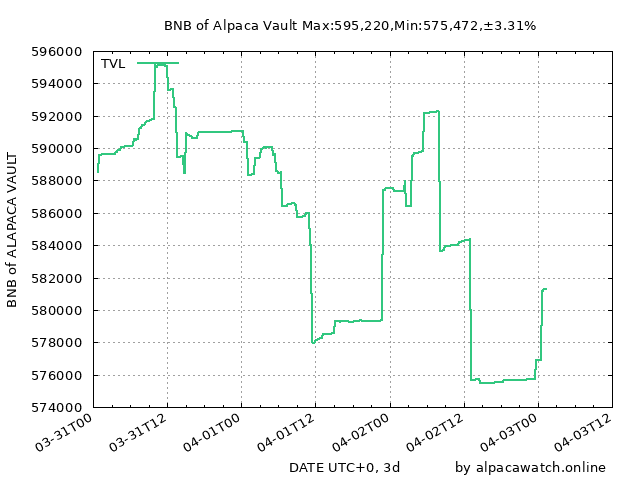 BNB of Alpaca Vault Max:595,220,Min:575,472,±3.31%
596000
594000
592000
590000
588000
586000
584000
582000
580000
578000
576000
574000
TVL
BNB of ALAPACA VAULT
03-31T00
03-31T12
04-01T00
04-01T12
04-02T00
04-02T12
04-03T00
04-03T12
DATE UTC+0, 3d
by alpacawatch.online